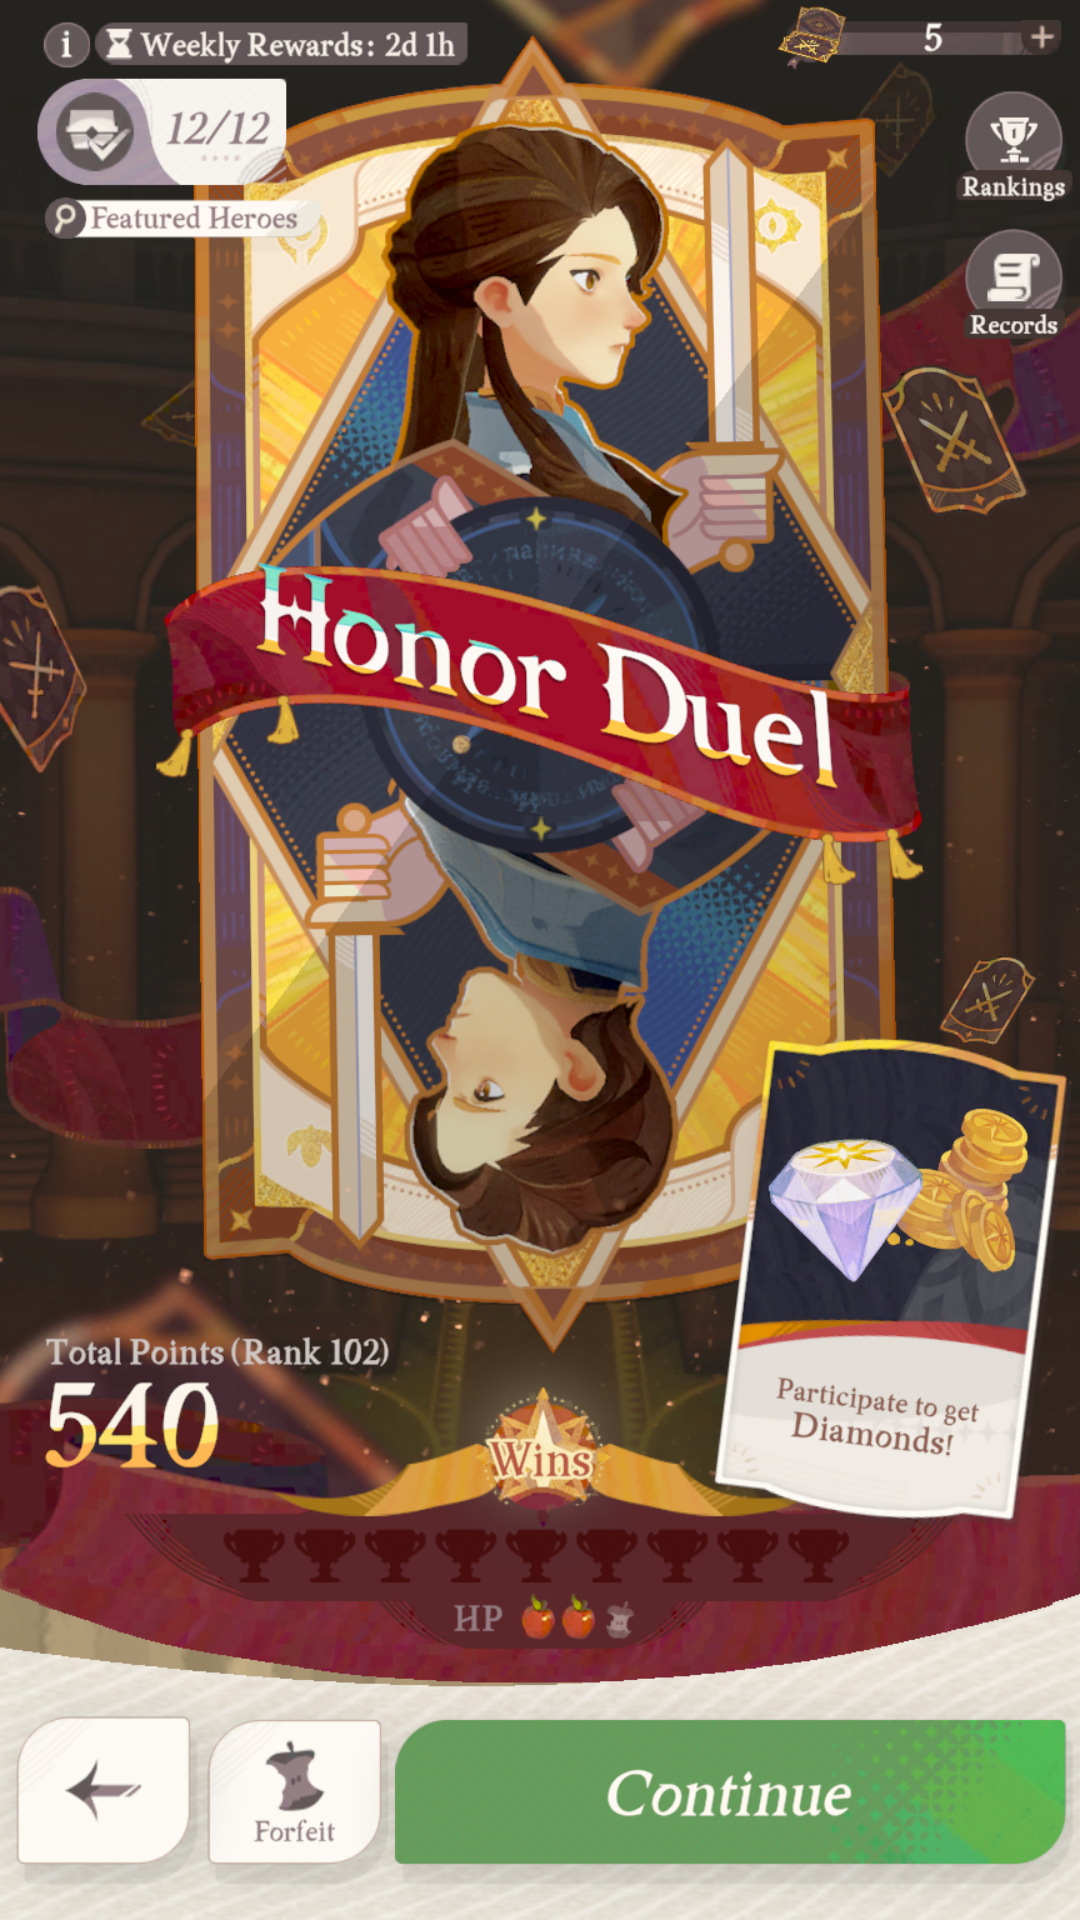 i
Weekly Rewards: 2d 1h
5
12/12
Rankings
Featured Heroes
Records
Honor Duel
Total Points (Rank 102)
540
Participate to get
Diamonds!
Wins
HP
Forfeit
Continue